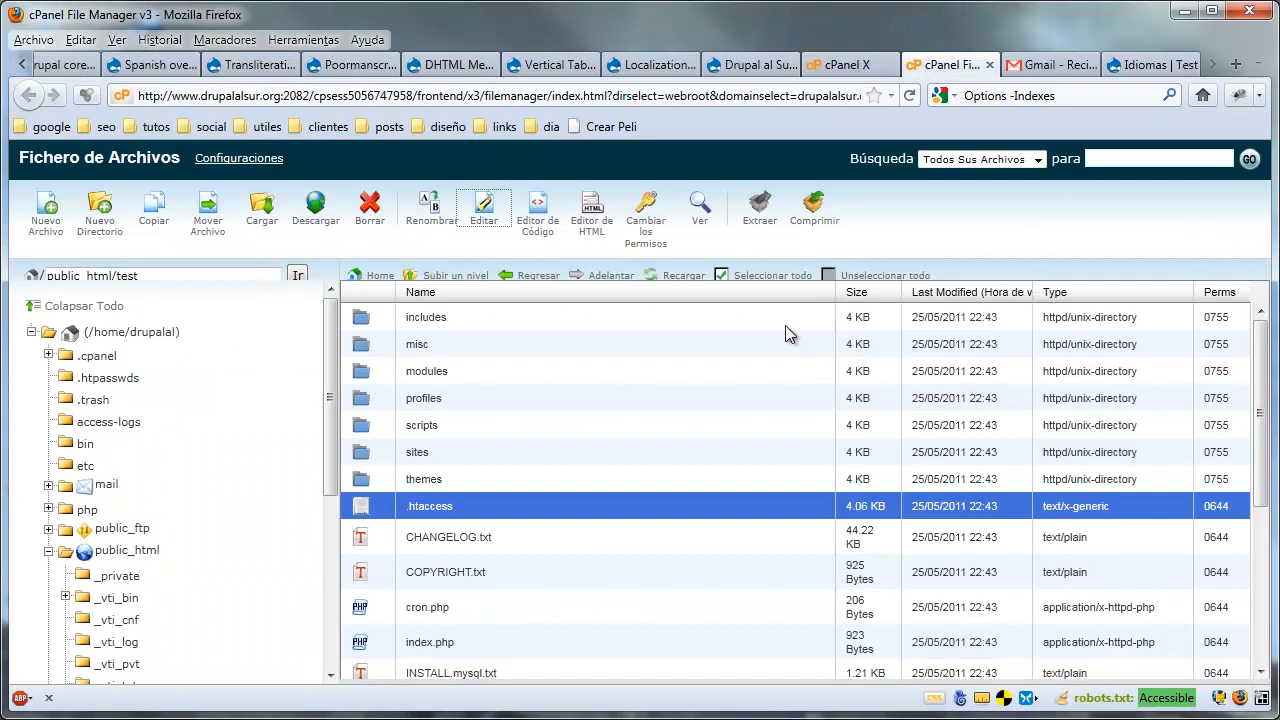 cPanel File Manager v3 - Mozilla Firefox
Archivo Editar Ver Historial Marcadores Herramientas Ayuda
rupal core... Spanish ove... Transliterati... Poormanscr... DHTML Me... Vertical Tab... Localization... Drupal al Su... cPanel X cPanel Fi... Gmail - Reci... Idiomas | Test
http://www.drupalalsur.org:2082/cpsess5056747958/frontend/x3/filemanager/index.html?dirselect=webroot&domainselect=drupalalsur. Options -Indexes
google seo tutos social utiles clientes posts diseño links dia Crear Peli
Fichero de Archivos Configuraciones Búsqueda Todos Sus Archivos para GO
Nuevo Archivo
Nuevo Directorio
Copiar
Mover Archivo
Cargar
Descargar
Borrar
Renombrar
Editar
Editor de Código
Editor de HTML
Cambiar los Permisos
Ver
Extraer
Comprimir
/ public_html/test Ir Home Subir un nivel Regresar Adelantar Recargar Seleccionar todo Unseleccionar todo
Colapsar Todo
(/home/drupalal)
.cpanel
.htpasswds
.trash
access-logs
bin
etc
mail
php
public_ftp
public_html
_private
_vti_bin
_vti_cnf
_vti_log
_vti_pvt
Name Size Last Modified (Hora de v Type Perms
includes 4 KB 25/05/2011 22:43 httpd/unix-directory 0755
misc 4 KB 25/05/2011 22:43 httpd/unix-directory 0755
modules 4 KB 25/05/2011 22:43 httpd/unix-directory 0755
profiles 4 KB 25/05/2011 22:43 httpd/unix-directory 0755
scripts 4 KB 25/05/2011 22:43 httpd/unix-directory 0755
sites 4 KB 25/05/2011 22:43 httpd/unix-directory 0755
themes 4 KB 25/05/2011 22:43 httpd/unix-directory 0755
.htaccess 4.06 KB 25/05/2011 22:43 text/x-generic 0644
CHANGELOG.txt 44.22 KB 25/05/2011 22:43 text/plain 0644
COPYRIGHT.txt 925 Bytes 25/05/2011 22:43 text/plain 0644
cron.php 206 Bytes 25/05/2011 22:43 application/x-httpd-php 0644
index.php 923 Bytes 25/05/2011 22:43 application/x-httpd-php 0644
INSTALL.mysql.txt 1.21 KB 25/05/2011 22:43 text/plain 0644
ABP CSS robots.txt: Accessible